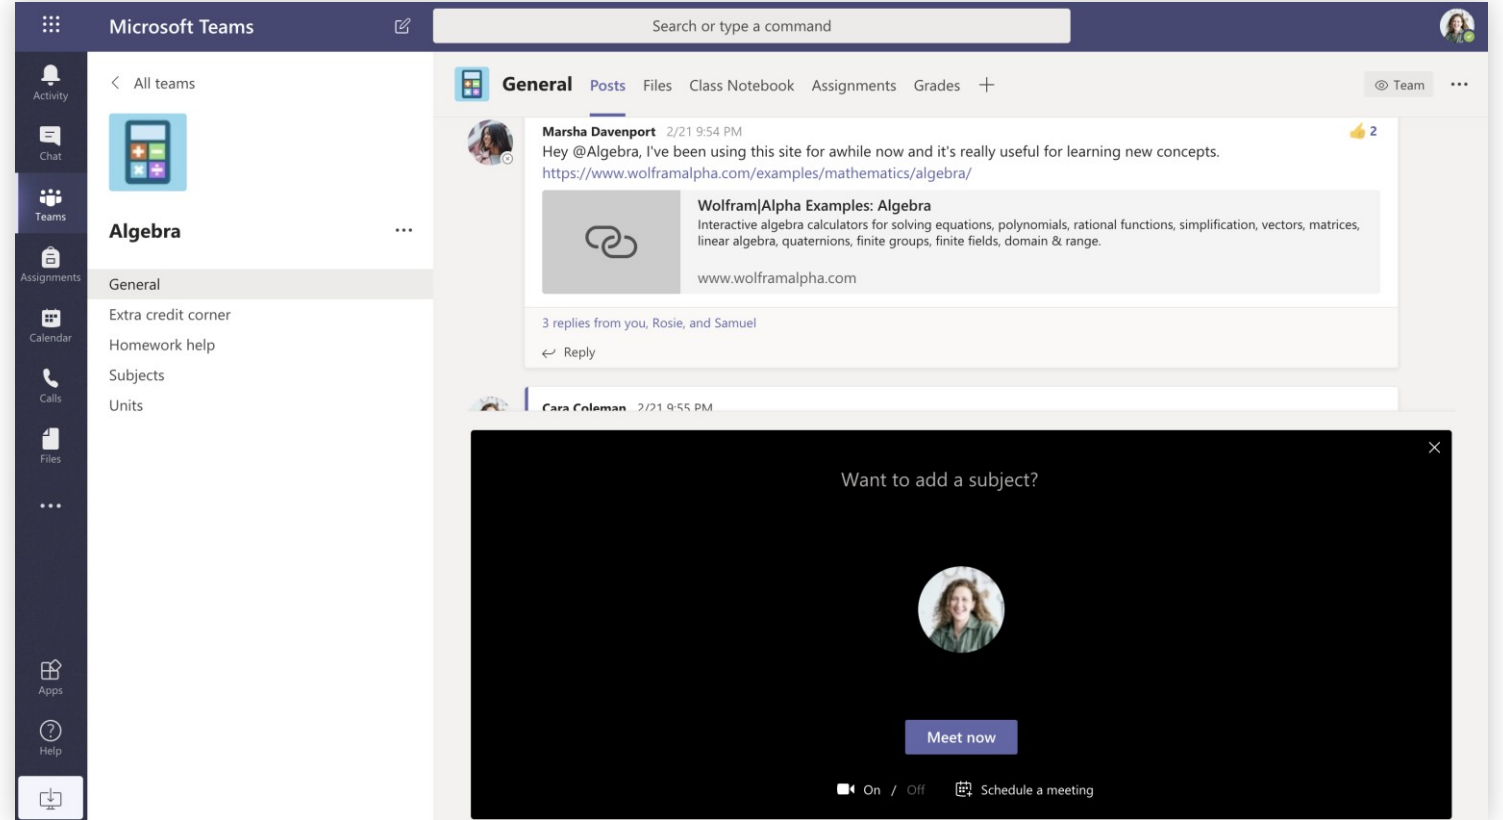 Microsoft Teams
Search or type a command
Activity
Chat
Teams
Assignments
Calendar
Calls
Files
Apps
Help
All teams
Algebra
General
Extra credit corner
Homework help
Subjects
Units
General Posts Files Class Notebook Assignments Grades
Team
Marsha Davenport 2/21 9:54 PM
2
Hey @Algebra, I've been using this site for awhile now and it's really useful for learning new concepts.
https://www.wolframalpha.com/examples/mathematics/algebra/
Wolfram|Alpha Examples: Algebra
Interactive algebra calculators for solving equations, polynomials, rational functions, simplification, vectors, matrices,
linear algebra, quaternions, finite groups, finite fields, domain & range.
www.wolframalpha.com
3 replies from you, Rosie, and Samuel
Reply
Cara Coleman 2/21 9:55 PM
Want to add a subject?
Meet now
On / Off Schedule a meeting